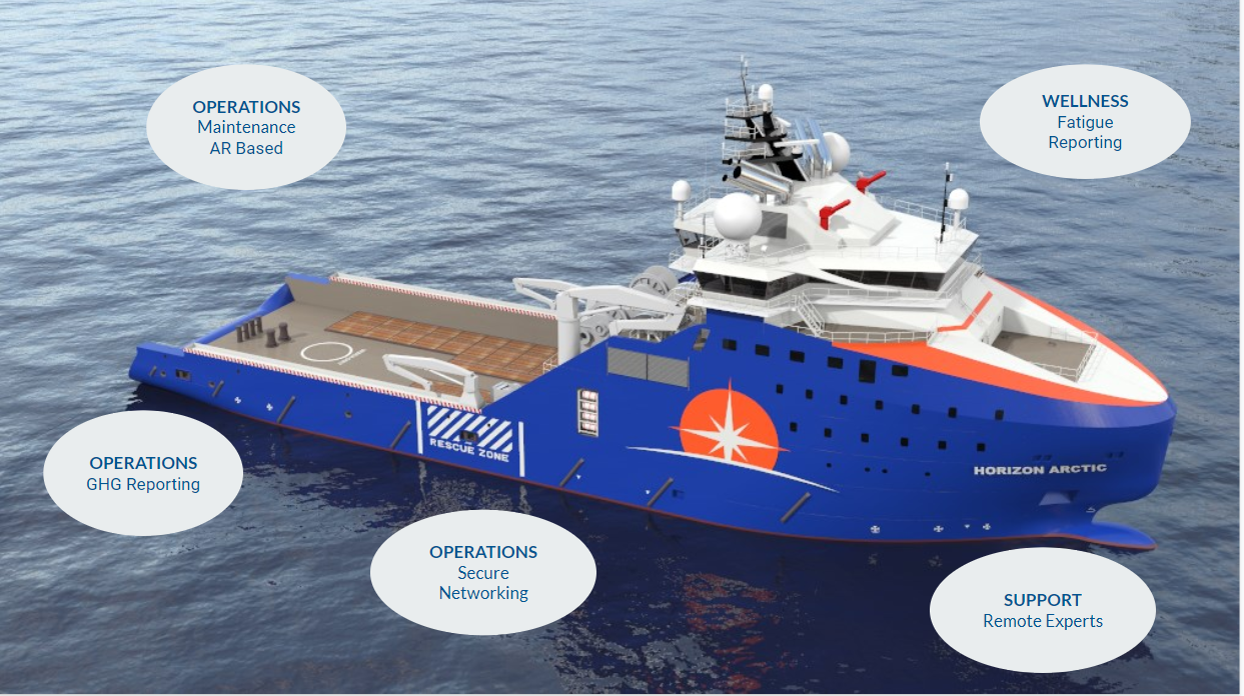 OPERATIONS
Maintenance
AR Based
WELLNESS
Fatigue
Reporting
RESCUE ZONE
HORIZON ARCTIC
OPERATIONS
GHG Reporting
OPERATIONS
Secure
Networking
SUPPORT
Remote Experts